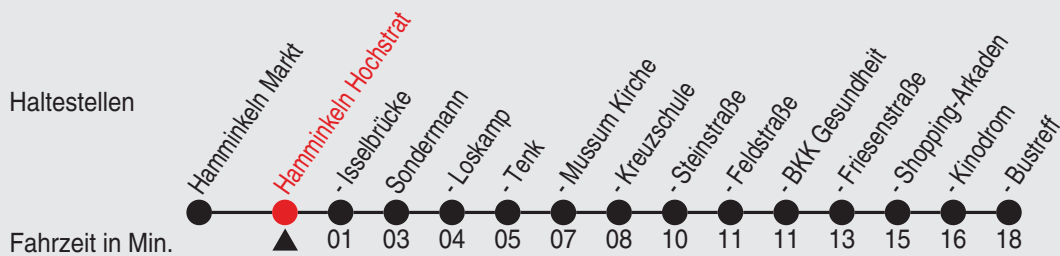 Haltestellen
Hamminkeln Markt
Hamminkeln Hochstrat
- Isselbrücke
Sondermann
- Loskamp
- Tenk
- Mussum Kirche
- Kreuzschule
- Steinstraße
- Feldstraße
- BKK Gesundheit
- Friesenstraße
- Shopping-Arkaden
- Kinodrom
- Bustreff
Fahrzeit in Min. 01 03 04 05 07 08 10 11 11 13 15 16 18